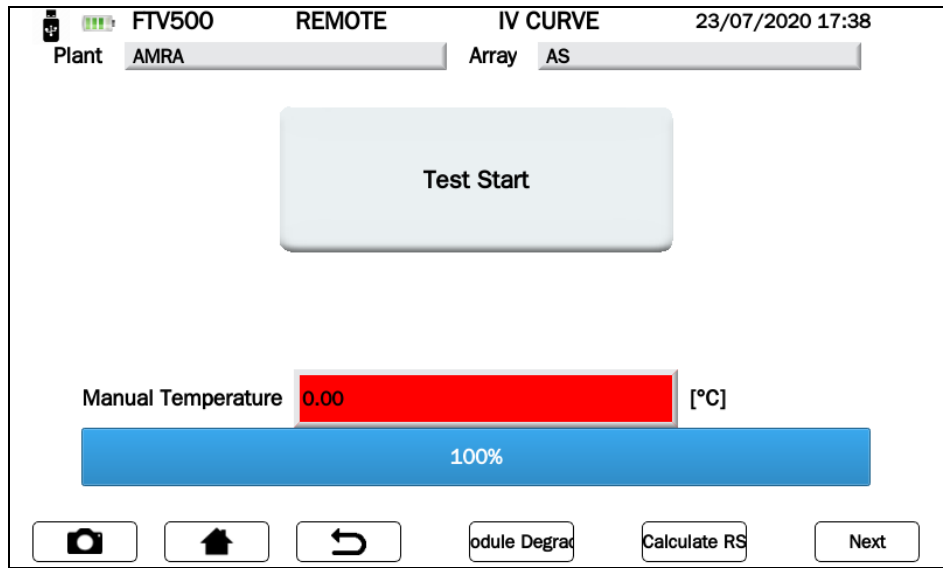 FTV500 REMOTE IV CURVE 23/07/2020 17:38
Plant AMRA Array AS
Test Start
Manual Temperature 0.00 [°C]
100%
odule Degrad Calculate RS Next